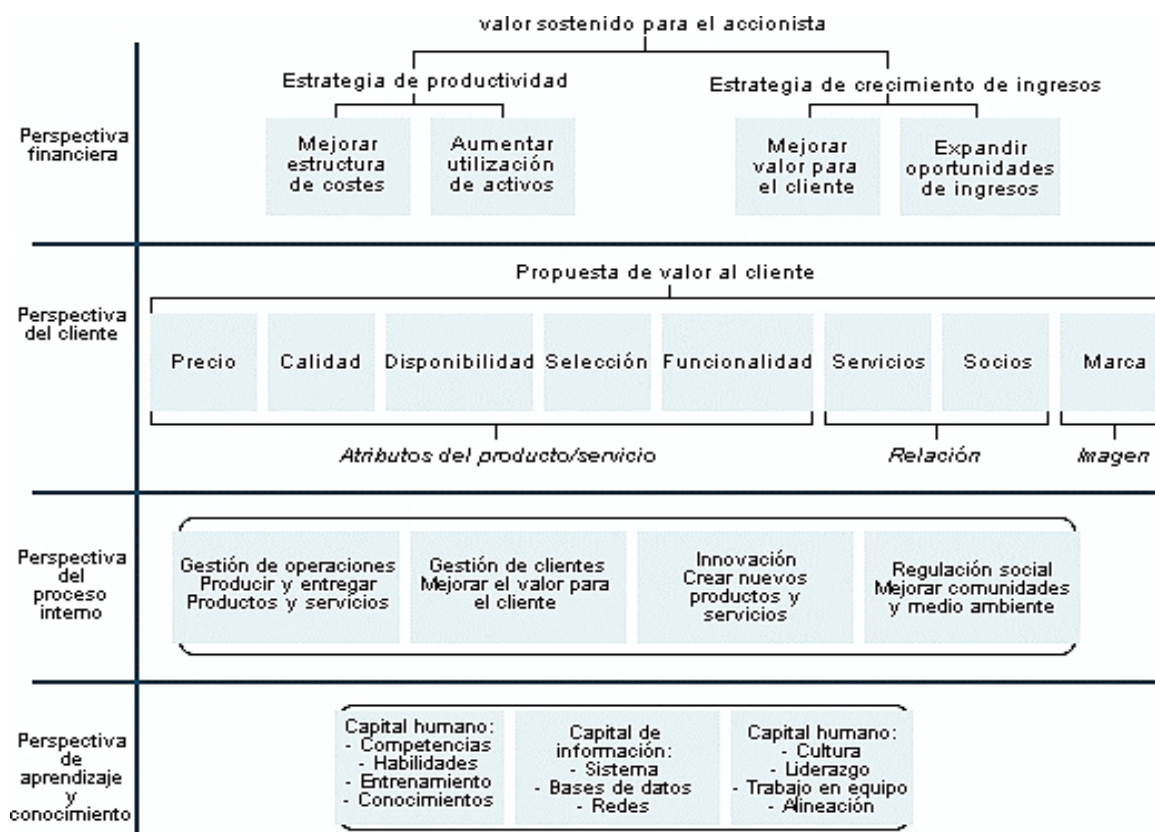 valor sostenido para el accionista
Estrategia de productividad
Estrategia de crecimiento de ingresos
Perspectiva
financiera
Mejorar
estructura
de costes
Aumentar
utilización
de activos
Mejorar
valor para
el cliente
Expandir
oportunidades
de ingresos
Perspectiva
del cliente
Propuesta de valor al cliente
Precio
Calidad
Disponibilidad
Selección
Funcionalidad
Servicios
Socios
Marca
Atributos del producto/servicio
Relación
Imagen
Perspectiva
del
proceso
interno
Gestión de operaciones
Producir y entregar
Productos y servicios
Gestión de clientes
Mejorar el valor para
el cliente
Innovación
Crear nuevos
productos y
servicios
Regulación social
Mejorar comunidades
y medio ambiente
Perspectiva
de
aprendizaje
y
conocimiento
Capital humano:
- Competencias
- Habilidades
- Entrenamiento
- Conocimientos
Capital de
información:
- Sistema
- Bases de datos
- Redes
Capital humano:
- Cultura
- Liderazgo
- Trabajo en equipo
- Alineación